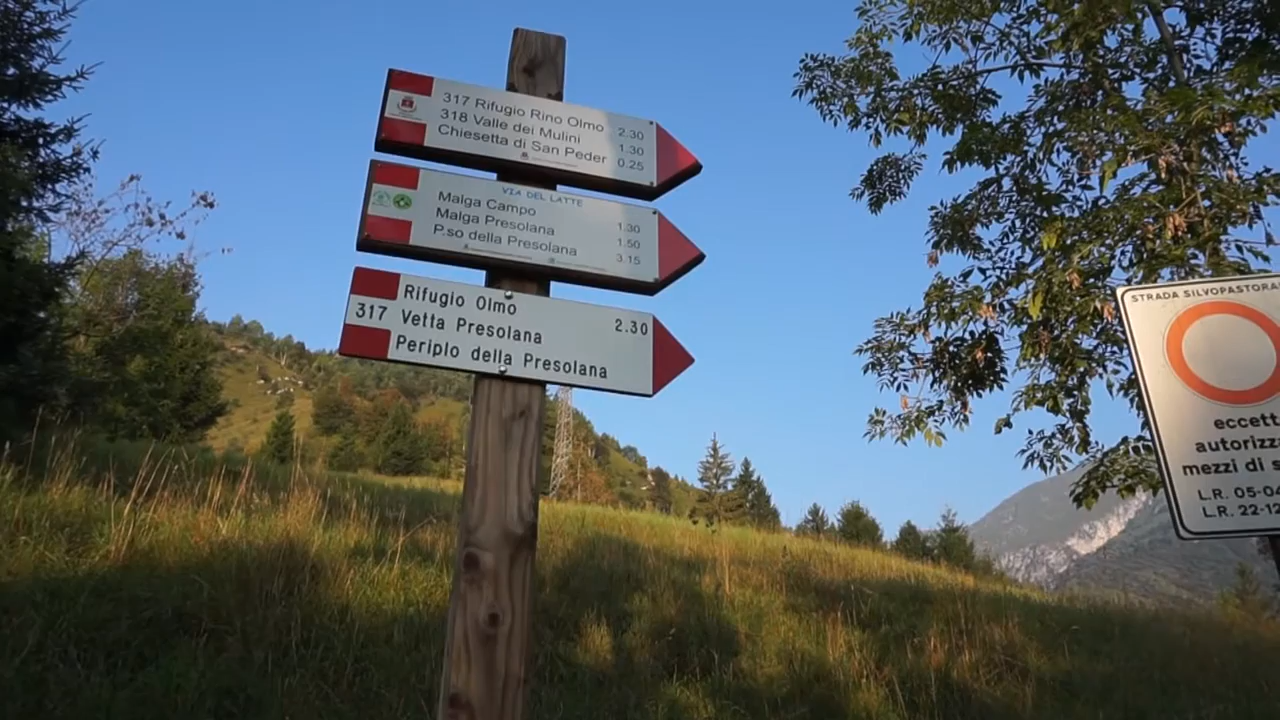 317 Rifugio Rino Olmo 2.30
318 Valle dei Mulini 1.30
Chiesetta di San Peder 0.25
VIA DEL LATTE
Malga Campo 1.30
Malga Presolana 1.50
P.so della Presolana 3.15
Rifugio Olmo 2.30
317 Vetta Presolana
Periplo della Presolana
STRADA SILVOPASTORA
eccett
autorizza
mezzi di s
L.R. 05-04
L.R. 22-12